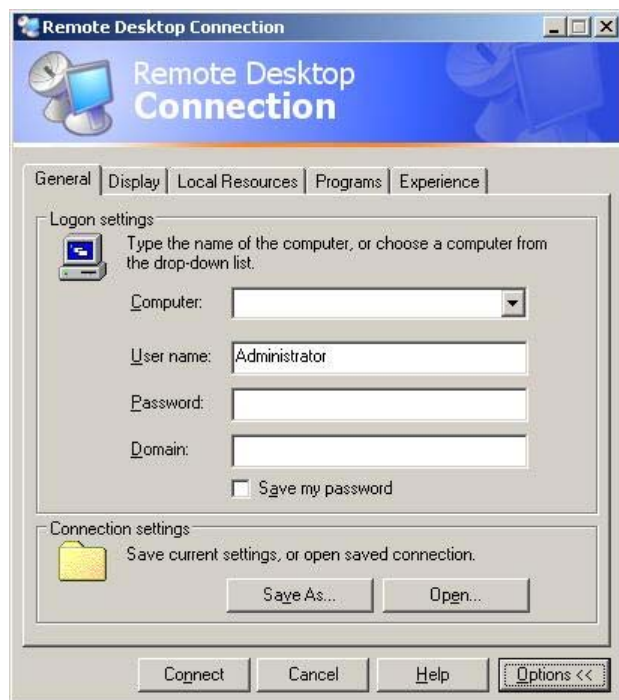 Remote Desktop Connection
Remote Desktop
Connection
General Display Local Resources Programs Experience
Logon settings
Type the name of the computer, or choose a computer from
the drop-down list.
Computer:
User name: Administrator
Password:
Domain:
Save my password
Connection settings
Save current settings, or open saved connection.
Save As... Open...
Connect Cancel Help Options <<